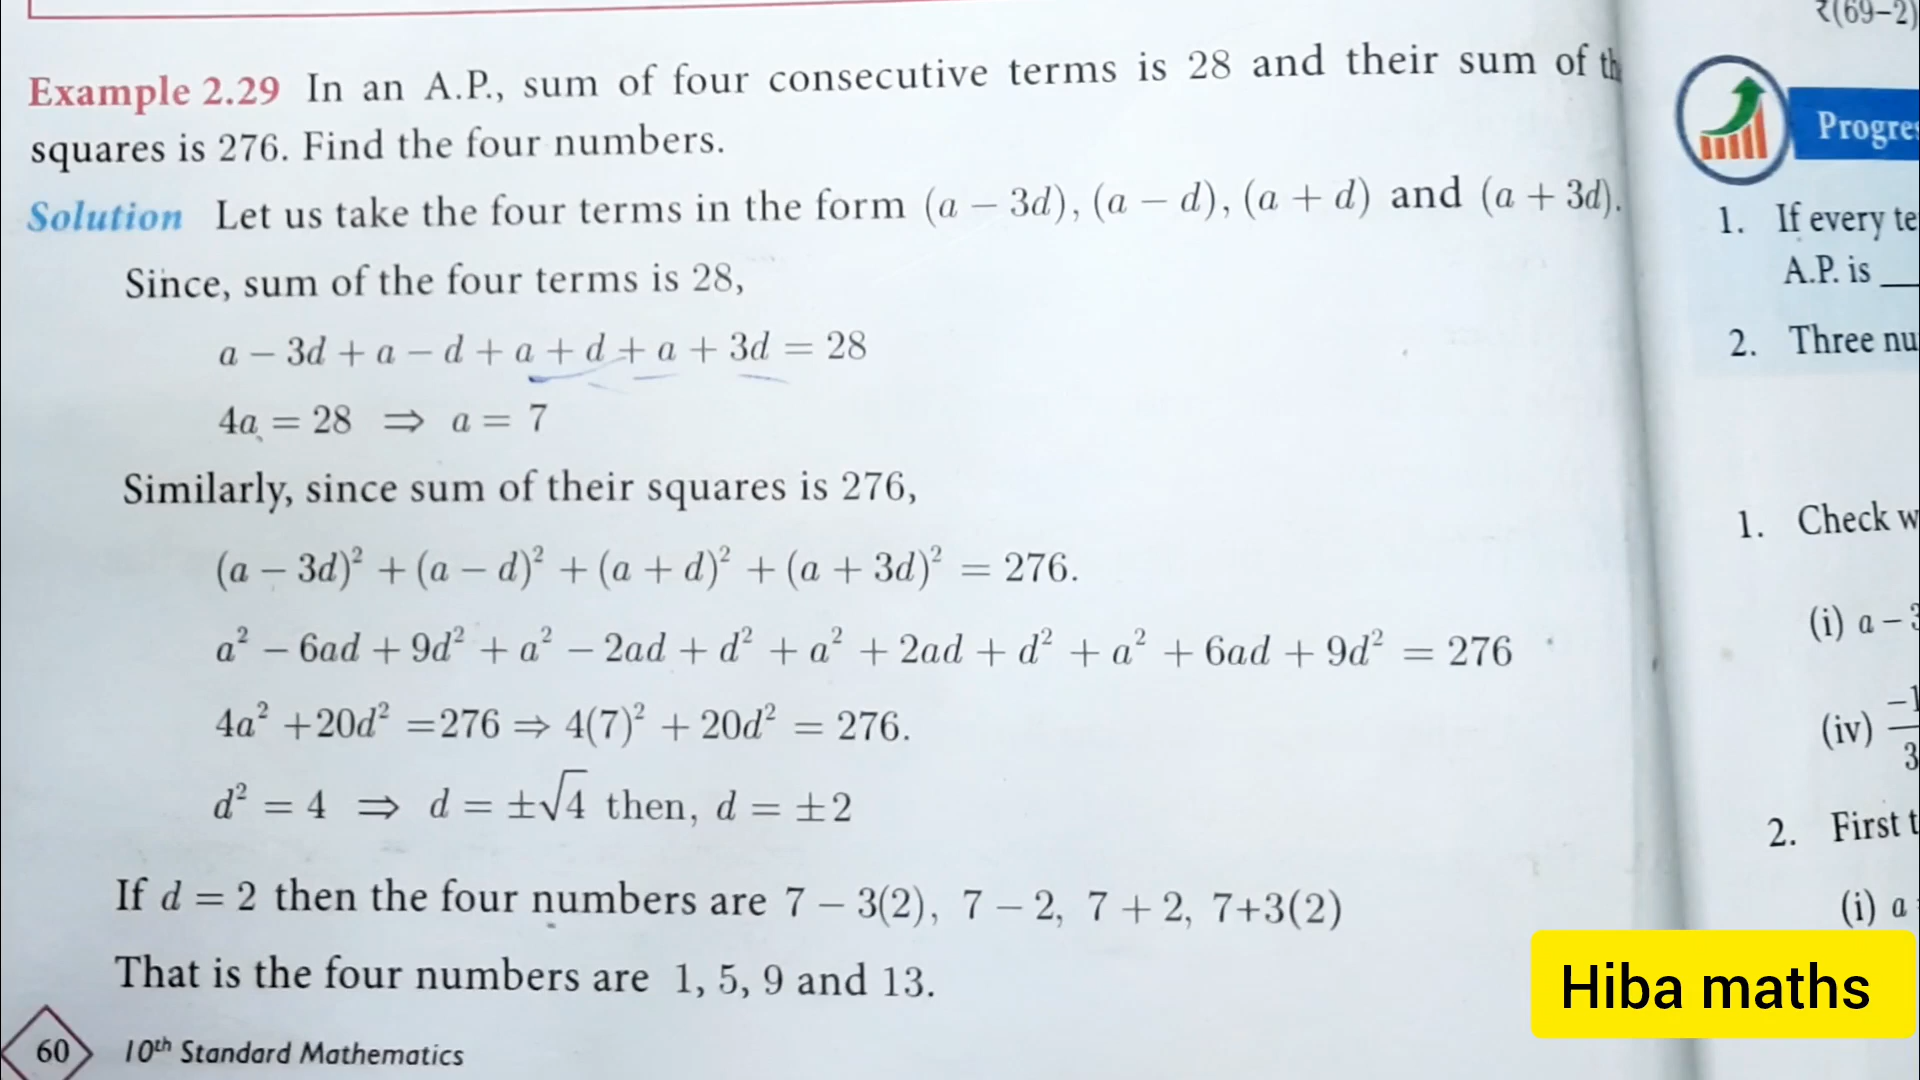 Example 2.29 In an A.P., sum of four consecutive terms is 28 and their sum of
squares is 276. Find the four numbers.
Solution Let us take the four terms in the form (a − 3d), (a − d), (a + d) and (a + 3d).
Since, sum of the four terms is 28,
a − 3d + a − d + a + d + a + 3d = 28
4a = 28 ⇒ a = 7
Similarly, since sum of their squares is 276,
(a − 3d)² + (a − d)² + (a + d)² + (a + 3d)² = 276.
a² − 6ad + 9d² + a² − 2ad + d² + a² + 2ad + d² + a² + 6ad + 9d² = 276
4a² +20d² =276 ⇒ 4(7)² + 20d² = 276.
d² = 4 ⇒ d = ±√4 then, d = ±2
If d = 2 then the four numbers are 7 − 3(2), 7 − 2, 7 + 2, 7+3(2)
That is the four numbers are 1, 5, 9 and 13.
60 10th Standard Mathematics
₹(69−2)
1. If every
A.P. is
2. Three
1. Check
(i) a −
(iv)
2. First
(i) a
Hiba maths